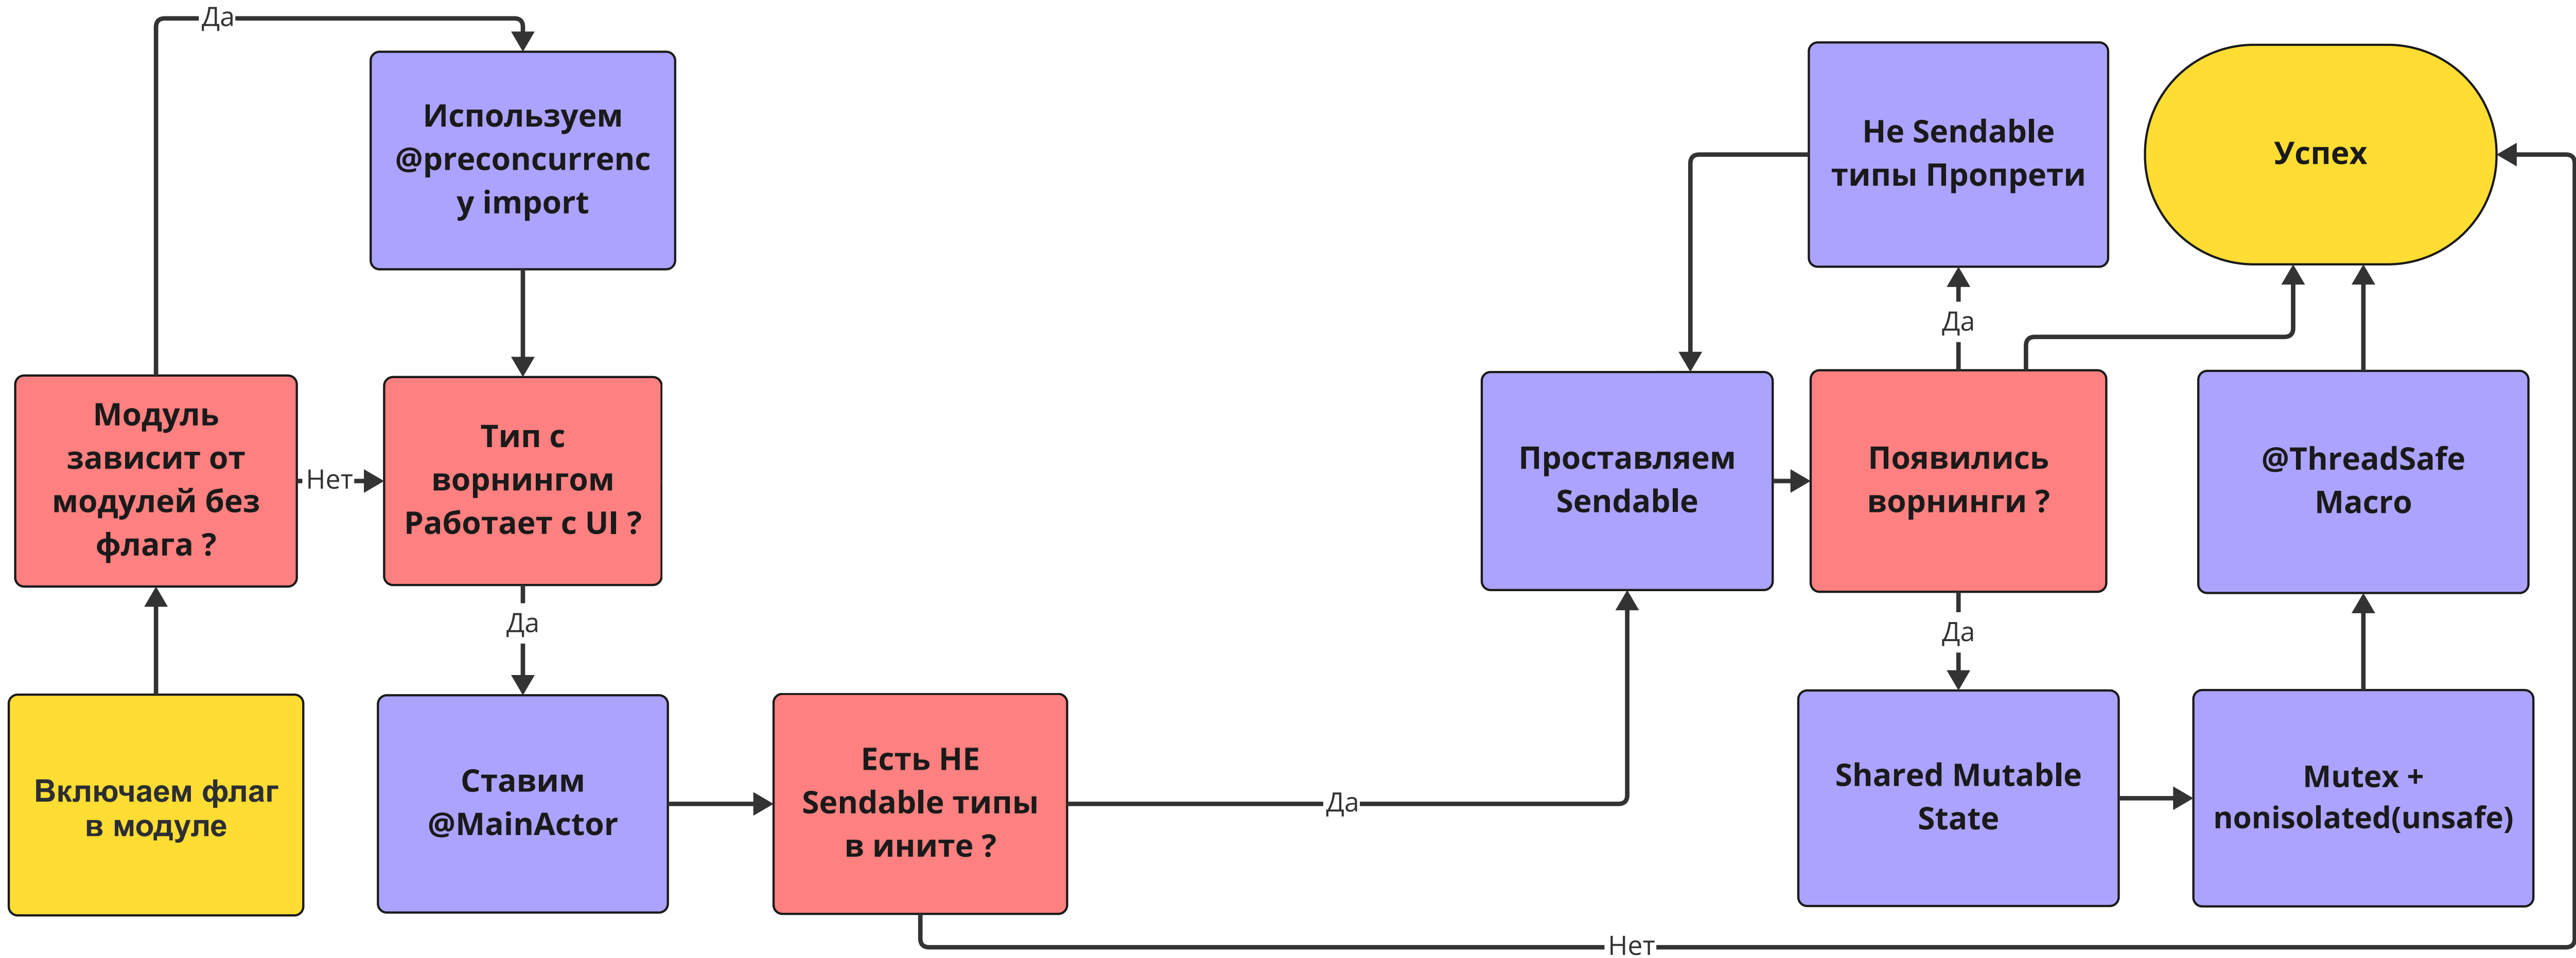 Да
Используем
@preconcurrenc
y import
Модуль
зависит от
модулей без
флага ?
Нет
Тип с
ворнингом
Работает с UI ?
Да
Включаем флаг
в модуле
Ставим
@MainActor
Есть НЕ
Sendable типы
в ините ?
Да
Нет
Проставляем
Sendable
Появились
ворнинги ?
Да
Не Sendable
типы Пропрети
Да
Shared Mutable
State
Mutex +
nonisolated(unsafe)
@ThreadSafe
Macro
Успех